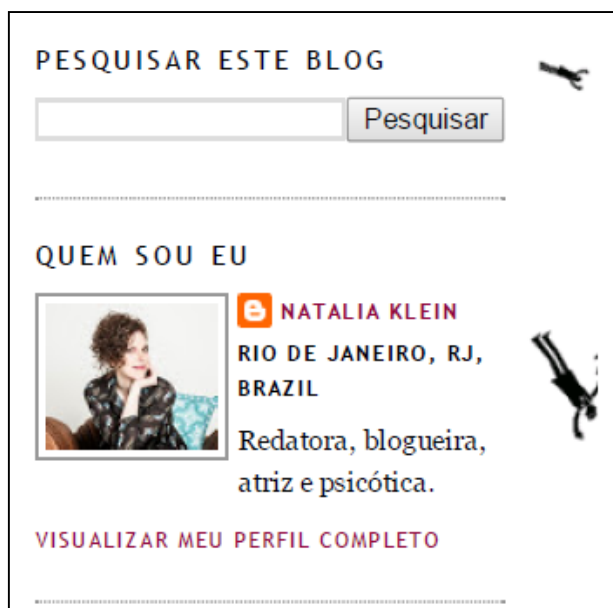 PESQUISAR ESTE BLOG
Pesquisar
QUEM SOU EU
NATALIA KLEIN
RIO DE JANEIRO, RJ,
BRAZIL
Redatora, blogueira,
atriz e psicótica.
VISUALIZAR MEU PERFIL COMPLETO